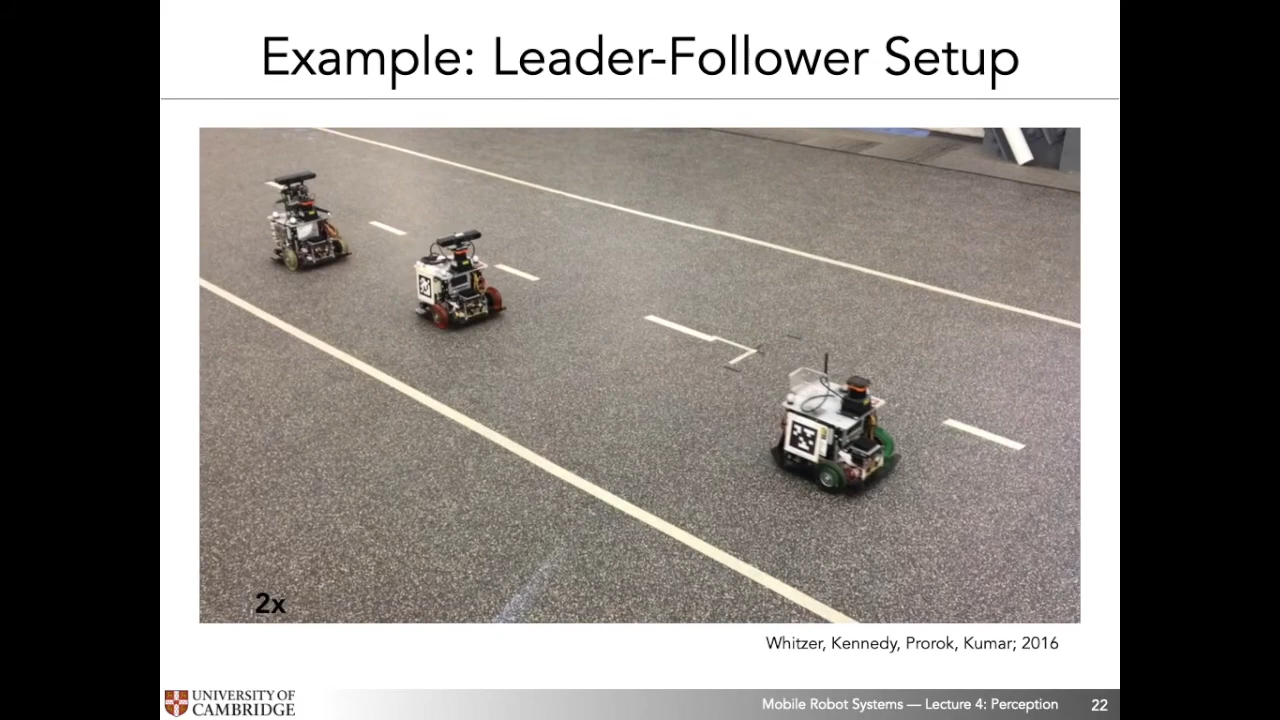 Example: Leader-Follower Setup
2x
Whitzer, Kennedy, Prorok, Kumar; 2016
UNIVERSITY OF
CAMBRIDGE
Mobile Robot Systems — Lecture 4: Perception
22